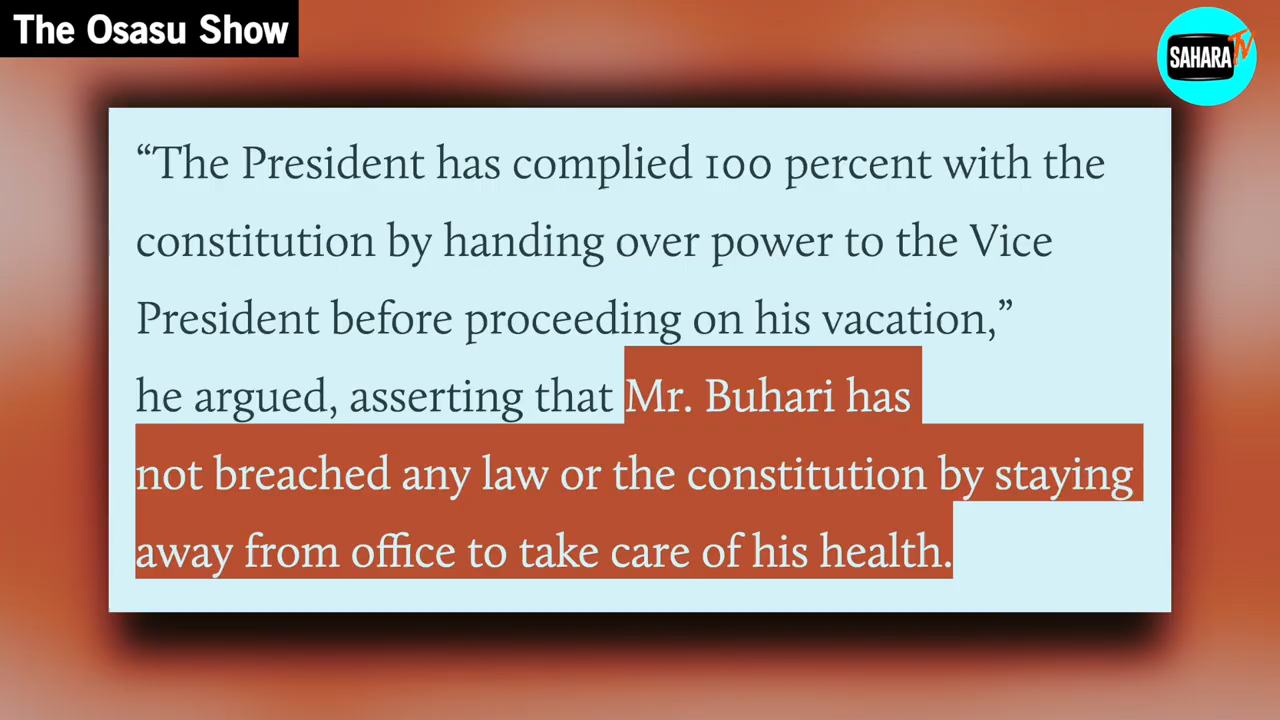 The Osasu Show
SAHARA TV
“The President has complied 100 percent with the
constitution by handing over power to the Vice
President before proceeding on his vacation,”
he argued, asserting that Mr. Buhari has
not breached any law or the constitution by staying
away from office to take care of his health.